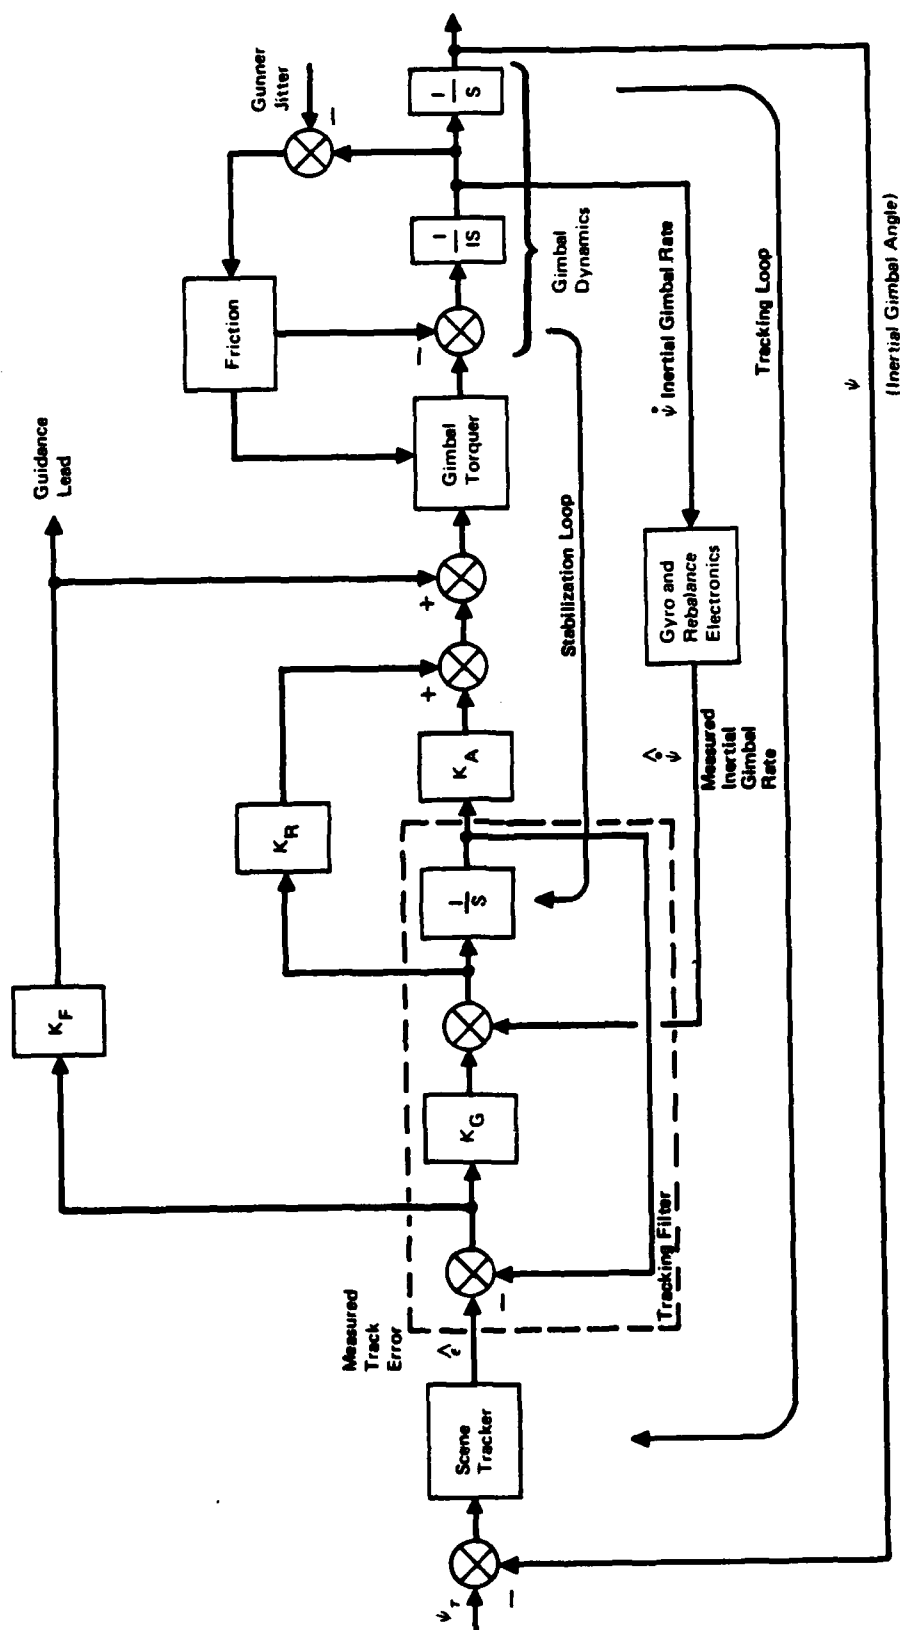 Guidance
Lead
Gunner
Jitter
K_F
Friction
K_R
Measured
Track
Error
ψ_T
−
Scene
Tracker
ê
−
K_G
1
S
K_A
+
+
Gimbal
Torquer
−
1
IS
−
1
S
Tracking Filter
Stabilization Loop
Gimbal
Dynamics
ψ̇ Inertial Gimbal Rate
Gyro and
Rebalance
Electronics
ψ̇̂
Measured
Inertial
Gimbal
Rate
Tracking Loop
ψ
(Inertial Gimbal Angle)